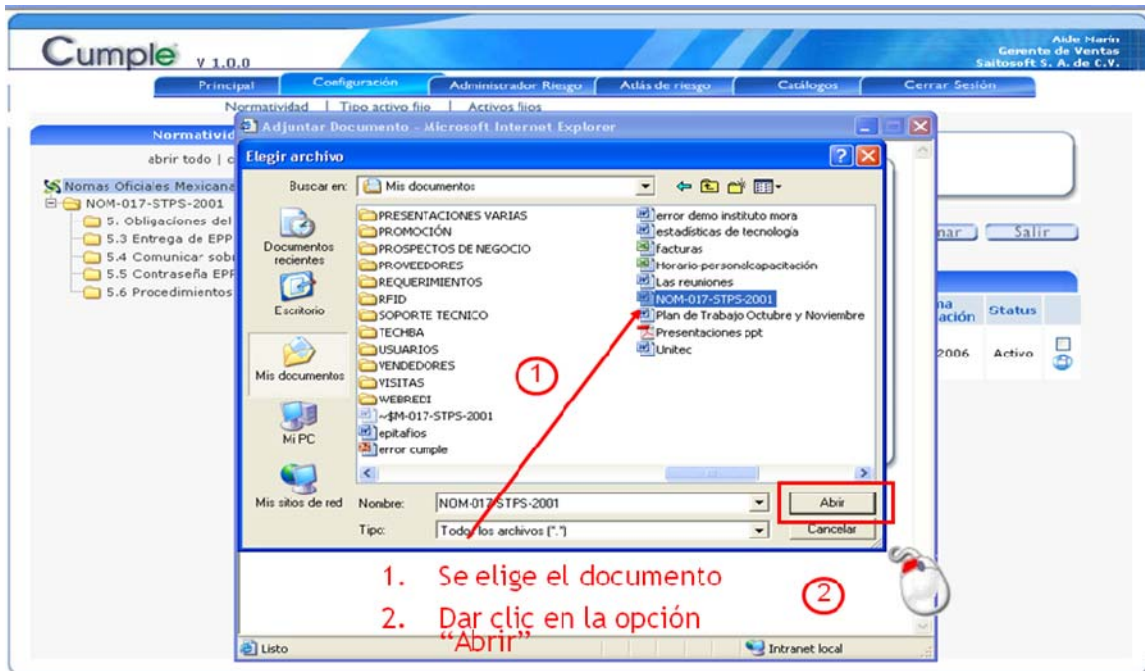 Cumple V 1.0.0
Aide Marín
Gerente de Ventas
Saitosoft S. A. de C.V.
Principal Configuración Administrador Riesgo Atlás de riesgo Catálogos Cerrar Sesión
Normatividad | Tipo activo fijo | Activos fijos
Adjuntar Documento - Microsoft Internet Explorer
Normativid
abrir todo | c
Nomas Oficiales Mexicana
NOM-017-STPS-2001
5. Obligaciones del
5.3 Entrega de EPP
5.4 Comunicar sob
5.5 Contraseña EPP
5.6 Procedimientos
Elegir archivo
Buscar en: Mis documentos
Documentos recientes
Escritorio
Mis documentos
Mi PC
Mis sitios de red
PRESENTACIONES VARIAS
PROMOCIÓN
PROSPECTOS DE NEGOCIO
PROVEEDORES
REQUERIMIENTOS
RFID
SOPORTE TECNICO
TECHBA
USUARIOS
VENDEDORES
VISITAS
WEBREDI
~$M-017-STPS-2001
epitafios
error cumple
error demo instituto mora
estadísticas de tecnología
facturas
Horario-personalcapacitación
Las reuniones
NOM-017-STPS-2001
Plan de Trabajo Octubre y Noviembre
Presentaciones ppt
Unitec
Nombre: NOM-017-STPS-2001 Abrir
Tipo: Todos los archivos (*.*) Cancelar
nar Salir
na
ación Status
2006 Activo
1
2
1. Se elige el documento
2. Dar clic en la opción
“Abrir”
Listo Intranet local